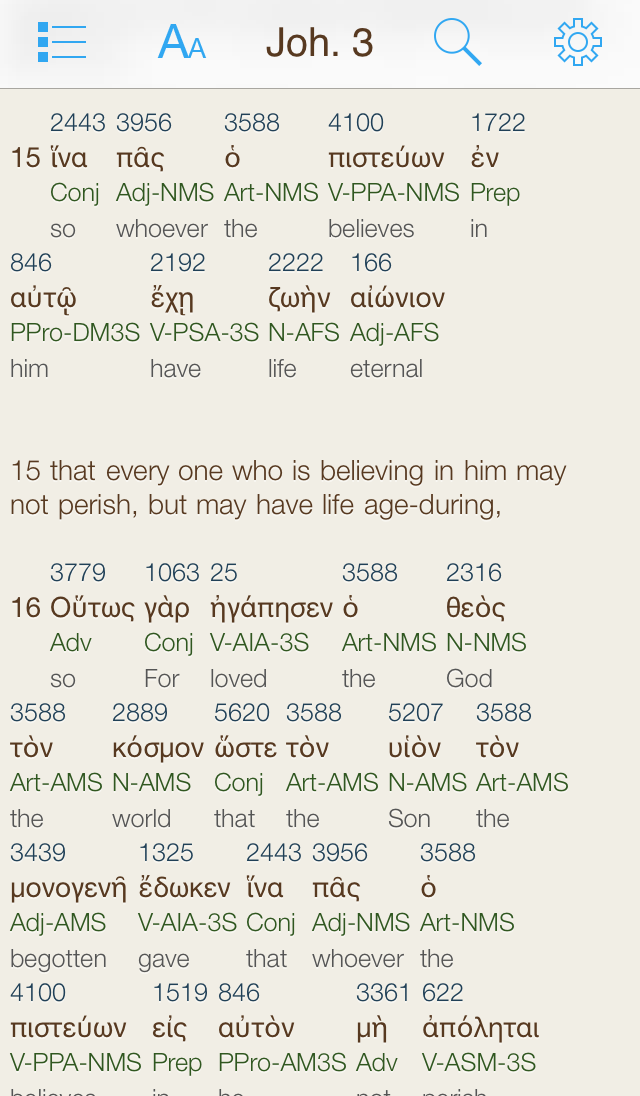 AA Joh. 3
2443 3956 3588 4100 1722
15 ἵνα πᾶς ὁ πιστεύων ἐν
Conj Adj-NMS Art-NMS V-PPA-NMS Prep
so whoever the believes in
846 2192 2222 166
αὐτῷ ἔχῃ ζωὴν αἰώνιον
PPro-DM3S V-PSA-3S N-AFS Adj-AFS
him have life eternal
15 that every one who is believing in him may
not perish, but may have life age-during,
3779 1063 25 3588 2316
16 Οὕτως γὰρ ἠγάπησεν ὁ θεὸς
Adv Conj V-AIA-3S Art-NMS N-NMS
so For loved the God
3588 2889 5620 3588 5207 3588
τὸν κόσμον ὥστε τὸν υἱὸν τὸν
Art-AMS N-AMS Conj Art-AMS N-AMS Art-AMS
the world that the Son the
3439 1325 2443 3956 3588
μονογενῆ ἔδωκεν ἵνα πᾶς ὁ
Adj-AMS V-AIA-3S Conj Adj-NMS Art-NMS
begotten gave that whoever the
4100 1519 846 3361 622
πιστεύων εἰς αὐτὸν μὴ ἀπόληται
V-PPA-NMS Prep PPro-AM3S Adv V-ASM-3S
believes in he not perish